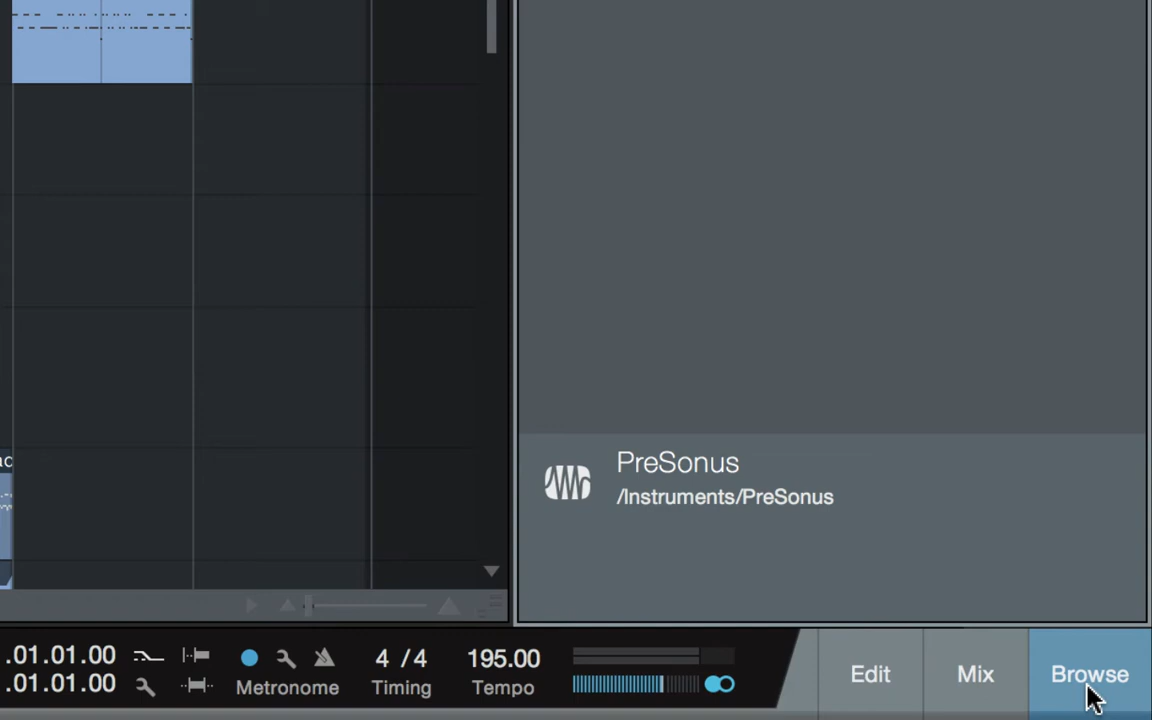 PreSonus
/Instruments/PreSonus
.01.01.00
.01.01.00
Metronome
4 / 4
Timing
195.00
Tempo
Edit
Mix
Browse